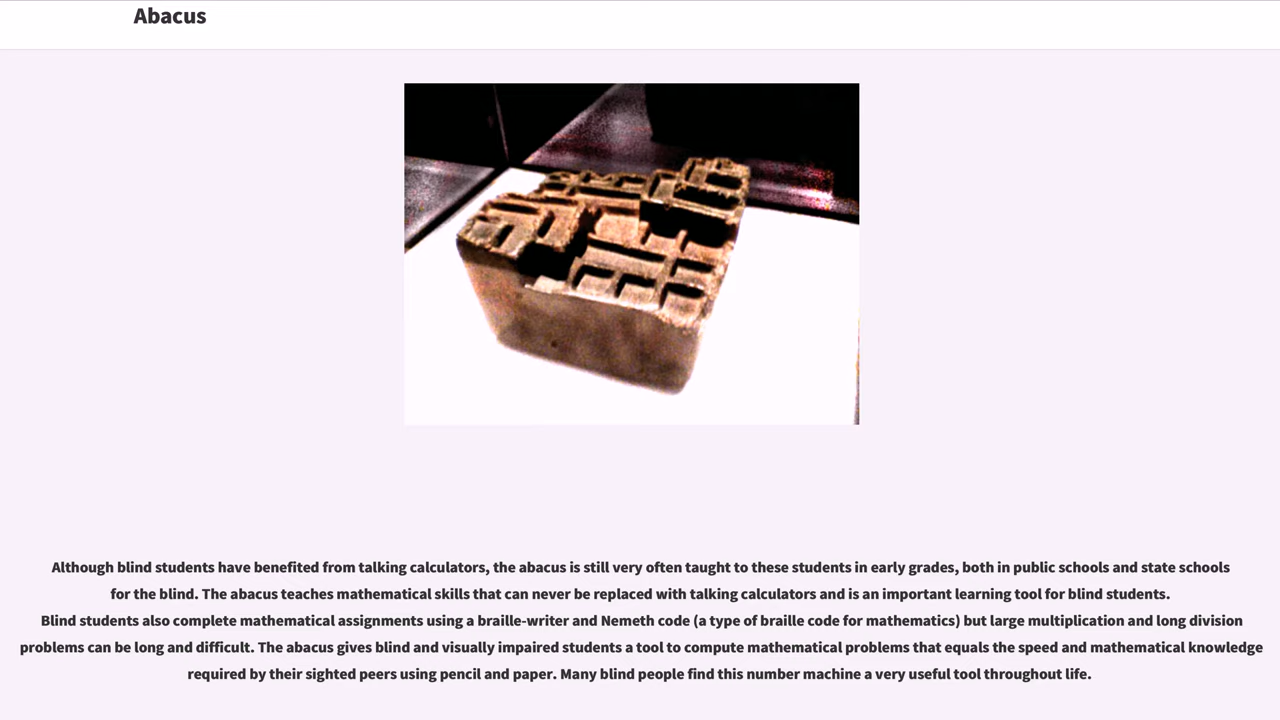 Abacus
Although blind students have benefited from talking calculators, the abacus is still very often taught to these students in early grades, both in public schools and state schools
for the blind. The abacus teaches mathematical skills that can never be replaced with talking calculators and is an important learning tool for blind students.
Blind students also complete mathematical assignments using a braille-writer and Nemeth code (a type of braille code for mathematics) but large multiplication and long division
problems can be long and difficult. The abacus gives blind and visually impaired students a tool to compute mathematical problems that equals the speed and mathematical knowledge
required by their sighted peers using pencil and paper. Many blind people find this number machine a very useful tool throughout life.